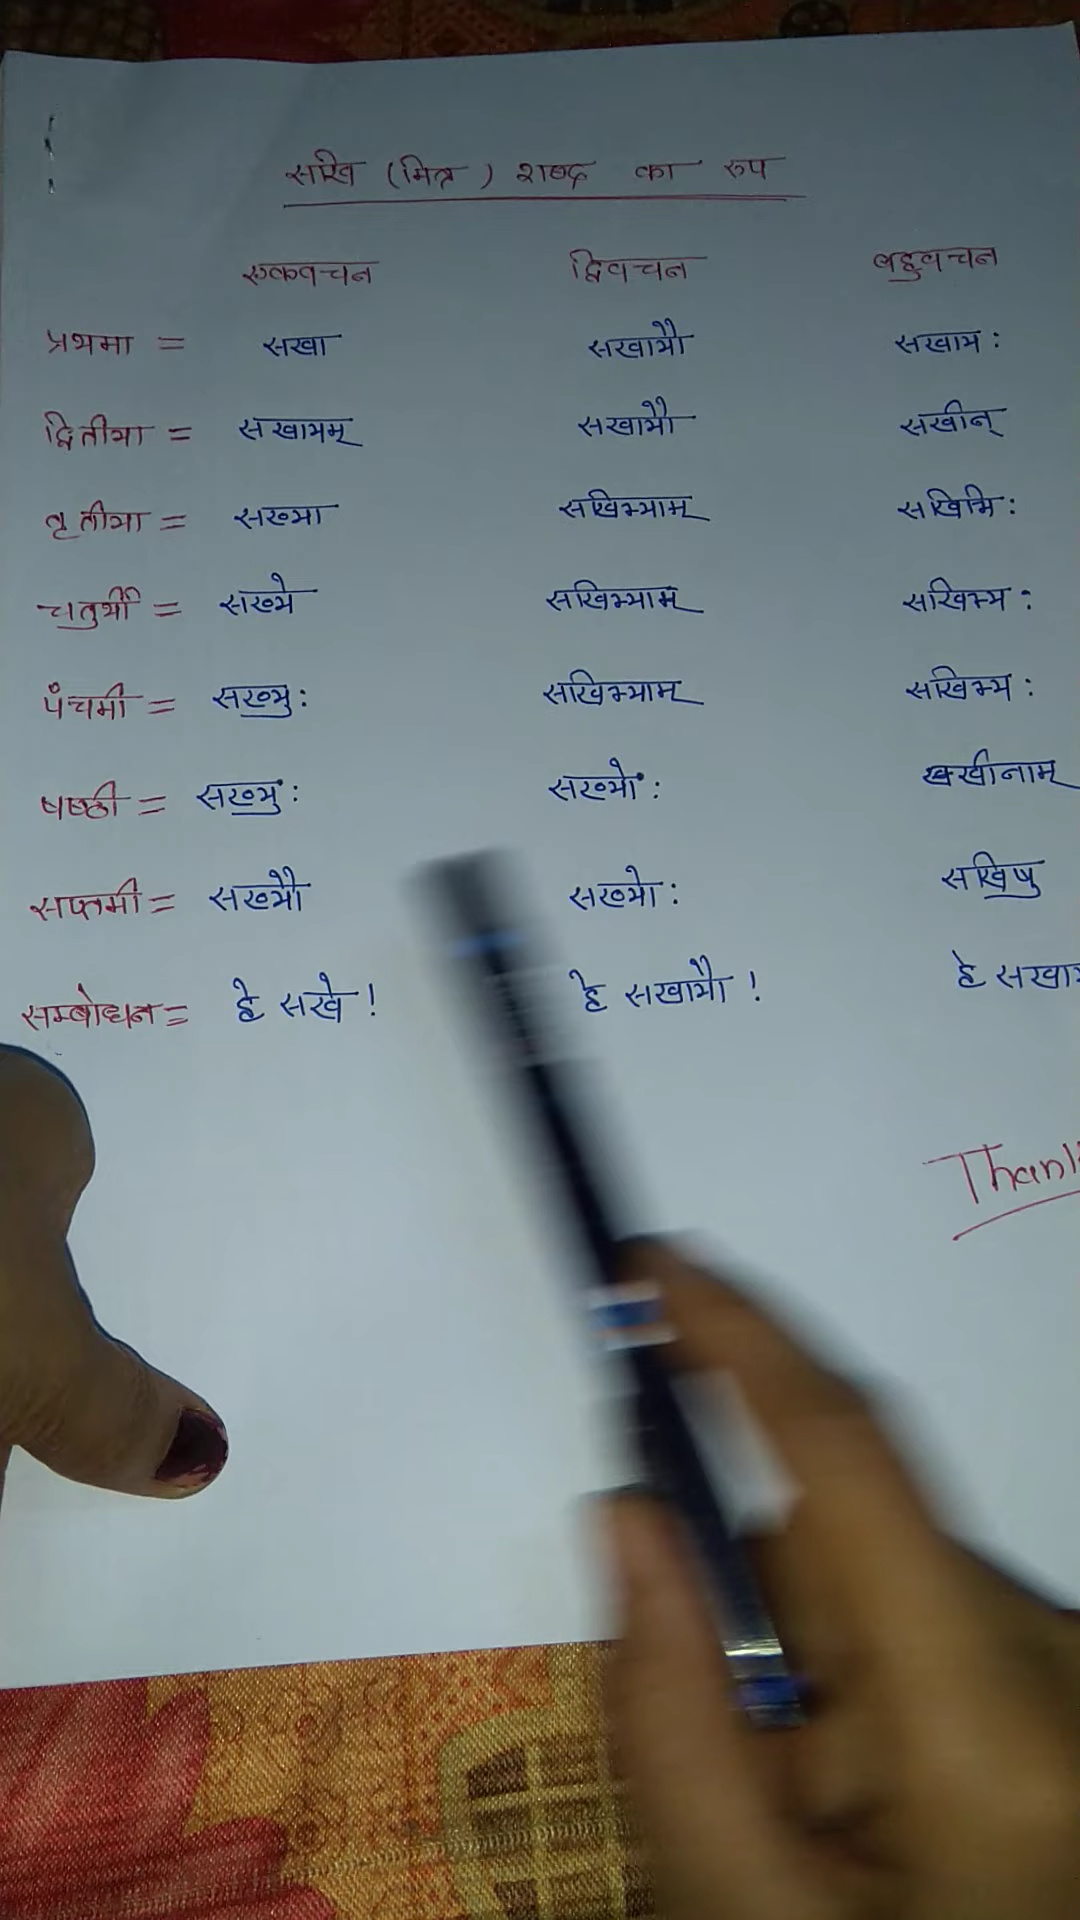 सखि (मित्र) शब्द का रुप
एकवचन द्विवचन बहुवचन
प्रथमा = सखा सखायौ सखाय:
द्वितीया = सखायम् सखायौ सखीन्
तृतीया = सख्या सखिभ्याम् सखिभि:
चतुर्थी = सख्ये सखिभ्याम् सखिभ्य:
पंचमी = सख्यु: सखिभ्याम् सखिभ्य:
षष्ठी = सख्यु: सख्यो: सखीनाम्
सप्तमी = सख्यौ सख्यो: सखिषु
सम्बोधन = हे सखे! हे सखायौ! हे